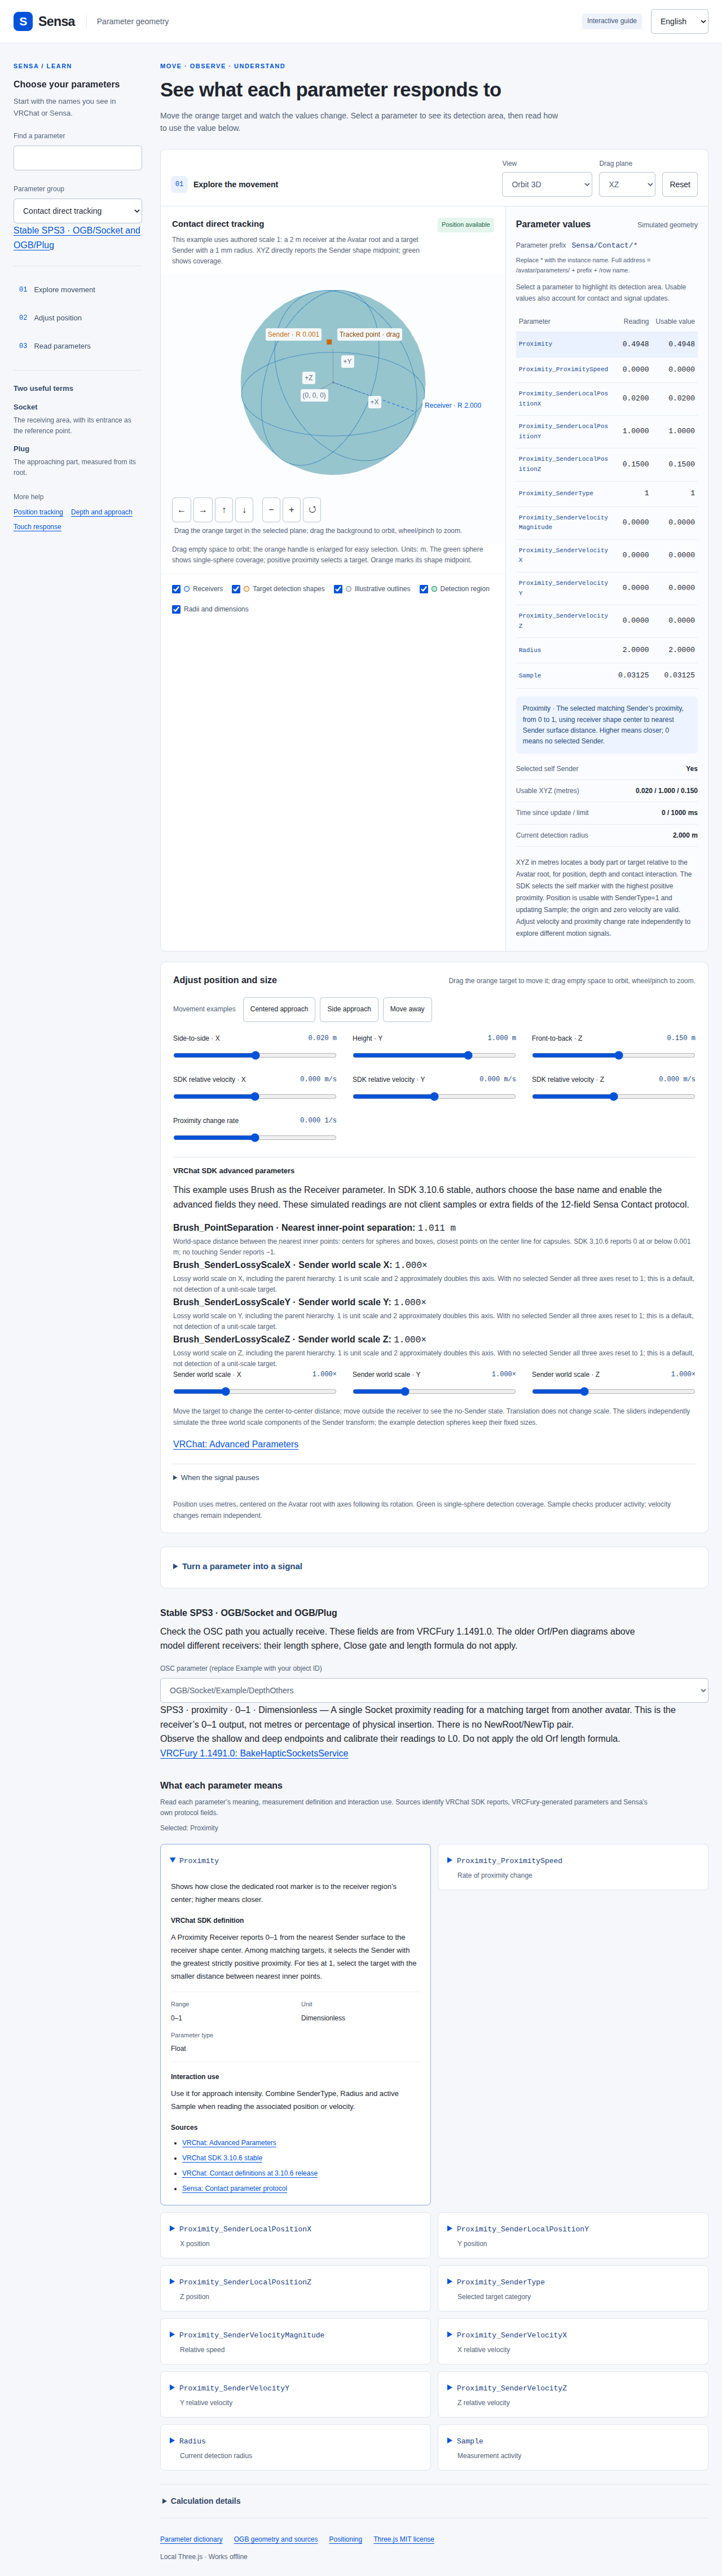 S Sensa Parameter geometry Interactive guide English
SENSA / LEARN
Choose your parameters
Start with the names you see in
VRChat or Sensa.
Find a parameter
Parameter group
Contact direct tracking
Stable SPS3 · OGB/Socket and
OGB/Plug
01 Explore movement
02 Adjust position
03 Read parameters
Two useful terms
Socket
The receiving area, with its entrance as
the reference point.
Plug
The approaching part, measured from its
root.
More help
Position tracking Depth and approach
Touch response
MOVE · OBSERVE · UNDERSTAND
See what each parameter responds to
Move the orange target and watch the values change. Select a parameter to see its detection area, then read how
to use the value below.
01 Explore the movement
View
Orbit 3D
Drag plane
XZ
Reset
Contact direct tracking
Position available
This example uses authored scale 1: a 2 m receiver at the Avatar root and a target
Sender with a 1 mm radius. XYZ directly reports the Sender shape midpoint; green
shows coverage.
Sender · R 0.001
Tracked point · drag
+Y
+Z
(0, 0, 0)
+X
Receiver · R 2.000
← → ↑ ↓ − +
Drag the orange target in the selected plane; drag the background to orbit, wheel/pinch to zoom.
Drag empty space to orbit; the orange handle is enlarged for easy selection. Units: m. The green sphere
shows single-sphere coverage; positive proximity selects a target. Orange marks its shape midpoint.
Receivers Target detection shapes Illustrative outlines Detection region
Radii and dimensions
Parameter values Simulated geometry
Parameter prefix Sensa/Contact/*
Replace * with the instance name. Full address =
/avatar/parameters/ + prefix + /row name.
Select a parameter to highlight its detection area. Usable
values also account for contact and signal updates.
Parameter Reading Usable value
Proximity 0.4948 0.4948
Proximity_ProximitySpeed 0.0000 0.0000
Proximity_SenderLocalPos
itionX 0.0200 0.0200
Proximity_SenderLocalPos
itionY 1.0000 1.0000
Proximity_SenderLocalPos
itionZ 0.1500 0.1500
Proximity_SenderType 1 1
Proximity_SenderVelocity
Magnitude 0.0000 0.0000
Proximity_SenderVelocity
X 0.0000 0.0000
Proximity_SenderVelocity
Y 0.0000 0.0000
Proximity_SenderVelocity
Z 0.0000 0.0000
Radius 2.0000 2.0000
Sample 0.03125 0.03125
Proximity · The selected matching Sender's proximity,
from 0 to 1, using receiver shape center to nearest
Sender surface distance. Higher means closer; 0
means no selected Sender.
Selected self Sender Yes
Usable XYZ (metres) 0.020 / 1.000 / 0.150
Time since update / limit 0 / 1000 ms
Current detection radius 2.000 m
XYZ in metres locates a body part or target relative to the
Avatar root, for position, depth and contact interaction. The
SDK selects the self marker with the highest positive
proximity. Position is usable with SenderType=1 and
updating Sample; the origin and zero velocity are valid.
Adjust velocity and proximity change rate independently to
explore different motion signals.
Adjust position and size
Drag the orange target to move it; drag empty space to orbit, wheel/pinch to zoom.
Movement examples Centered approach Side approach Move away
Side-to-side · X 0.020 m Height · Y 1.000 m Front-to-back · Z 0.150 m
SDK relative velocity · X 0.000 m/s SDK relative velocity · Y 0.000 m/s SDK relative velocity · Z 0.000 m/s
Proximity change rate 0.000 1/s
VRChat SDK advanced parameters
This example uses Brush as the Receiver parameter. In SDK 3.10.6 stable, authors choose the base name and enable the
advanced fields they need. These simulated readings are not client samples or extra fields of the 12-field Sensa Contact protocol.
Brush_PointSeparation · Nearest inner-point separation: 1.011 m
World-space distance between the nearest inner points: centers for spheres and boxes, closest points on the center line for capsules. SDK 3.10.6 reports 0 at or below 0.001
m; no touching Sender reports −1.
Brush_SenderLossyScaleX · Sender world scale X: 1.000×
Lossy world scale on X, including the parent hierarchy. 1 is unit scale and 2 approximately doubles this axis. With no selected Sender all three axes reset to 1; this is a default,
not detection of a unit-scale target.
Brush_SenderLossyScaleY · Sender world scale Y: 1.000×
Lossy world scale on Y, including the parent hierarchy. 1 is unit scale and 2 approximately doubles this axis. With no selected Sender all three axes reset to 1; this is a default,
not detection of a unit-scale target.
Brush_SenderLossyScaleZ · Sender world scale Z: 1.000×
Lossy world scale on Z, including the parent hierarchy. 1 is unit scale and 2 approximately doubles this axis. With no selected Sender all three axes reset to 1; this is a default,
not detection of a unit-scale target.
Sender world scale · X 1.000× Sender world scale · Y 1.000× Sender world scale · Z 1.000×
Move the target to change the center-to-center distance; move outside the receiver to see the no-Sender state. Translation does not change scale. The sliders independently
simulate the three world scale components of the Sender transform; the example detection spheres keep their fixed sizes.
VRChat: Advanced Parameters
When the signal pauses
Position uses metres, centered on the Avatar root with axes following its rotation. Green is single-sphere detection coverage. Sample checks producer activity; velocity
changes remain independent.
Turn a parameter into a signal
Stable SPS3 · OGB/Socket and OGB/Plug
Check the OSC path you actually receive. These fields are from VRCFury 1.1491.0. The older Orf/Pen diagrams above
model different receivers: their length sphere, Close gate and length formula do not apply.
OSC parameter (replace Example with your object ID)
OGB/Socket/Example/DepthOthers
SPS3 · proximity · 0–1 · Dimensionless — A single Socket proximity reading for a matching target from another avatar. This is the
receiver's 0–1 output, not metres or percentage of physical insertion. There is no NewRoot/NewTip pair.
Observe the shallow and deep endpoints and calibrate their readings to L0. Do not apply the old Orf length formula.
VRCFury 1.1491.0: BakeHapticSocketsService
What each parameter means
Read each parameter's meaning, measurement definition and interaction use. Sources identify VRChat SDK reports, VRCFury-generated parameters and Sensa's
own protocol fields.
Selected: Proximity
Proximity
Shows how close the dedicated root marker is to the receiver region's
center; higher means closer.
VRChat SDK definition
A Proximity Receiver reports 0–1 from the nearest Sender surface to the
receiver shape center. Among matching targets, it selects the Sender with
the greatest strictly positive proximity. For ties at 1, select the target with the
smaller distance between nearest inner points.
Range Unit
0–1 Dimensionless
Parameter type
Float
Interaction use
Use it for approach intensity. Combine SenderType, Radius and active
Sample when reading the associated position or velocity.
Sources
VRChat: Advanced Parameters
VRChat SDK 3.10.6 stable
VRChat: Contact definitions at 3.10.6 release
Sensa: Contact parameter protocol
Proximity_ProximitySpeed
Rate of proximity change
Proximity_SenderLocalPositionX
X position
Proximity_SenderLocalPositionY
Y position
Proximity_SenderLocalPositionZ
Z position
Proximity_SenderType
Selected target category
Proximity_SenderVelocityMagnitude
Relative speed
Proximity_SenderVelocityX
X relative velocity
Proximity_SenderVelocityY
Y relative velocity
Proximity_SenderVelocityZ
Z relative velocity
Radius
Current detection radius
Sample
Measurement activity
Calculation details
Parameter dictionary OGB geometry and sources Positioning Three.js MIT license
Local Three.js · Works offline